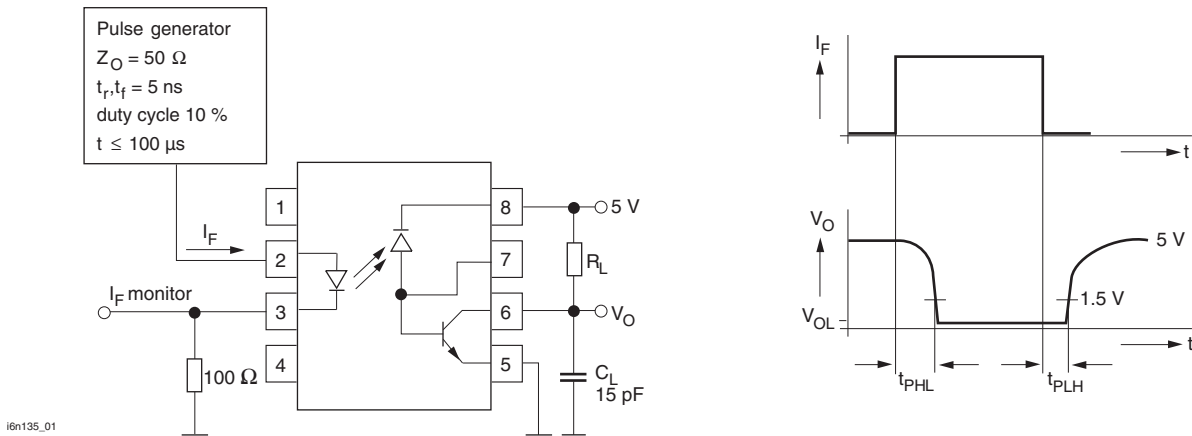 Pulse generator
Z_O = 50 Ω
t_r,t_f = 5 ns
duty cycle 10 %
t ≤ 100 µs
I_F
I_F monitor
100 Ω
1
2
3
4
8
7
6
5
5 V
R_L
V_O
C_L
15 pF
i6n135_01
I_F
t
V_O
5 V
1.5 V
V_OL
t
t_PHL
t_PLH